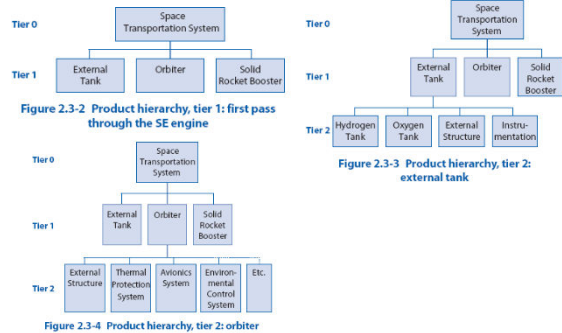 Tier 0
Space
Transportation System
Tier 1
External
Tank
Orbiter
Solid
Rocket Booster
Figure 2.3-2 Product hierarchy, tier 1: first pass
through the SE engine
Tier 0
Space
Transportation
System
Tier 1
External
Tank
Orbiter
Solid
Rocket
Booster
Tier 2
Hydrogen
Tank
Oxygen
Tank
External
Structure
Instru-
mentation
Figure 2.3-3 Product hierarchy, tier 2:
external tank
Tier 0
Space
Transportation
System
Tier 1
External
Tank
Orbiter
Solid
Rocket
Booster
Tier 2
External
Structure
Thermal
Protection
System
Avionics
System
Environ-
mental
Control
System
Etc.
Figure 2.3-4 Product hierarchy, tier 2: orbiter